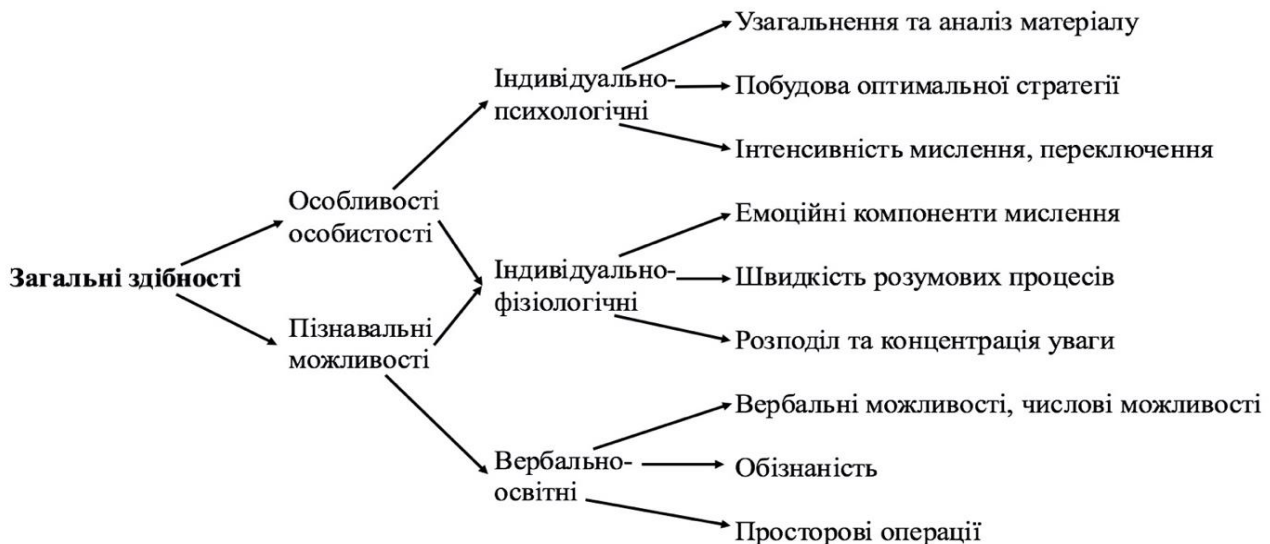 Узагальнення та аналіз матеріалу
Індивідуально-
психологічні
Побудова оптимальної стратегії
Інтенсивність мислення, переключення
Особливості
особистості
Емоційні компоненти мислення
Загальні здібності
Індивідуально-
фізіологічні
Швидкість розумових процесів
Пізнавальні
можливості
Розподіл та концентрація уваги
Вербальні можливості, числові можливості
Вербально-
освітні
Обізнаність
Просторові операції